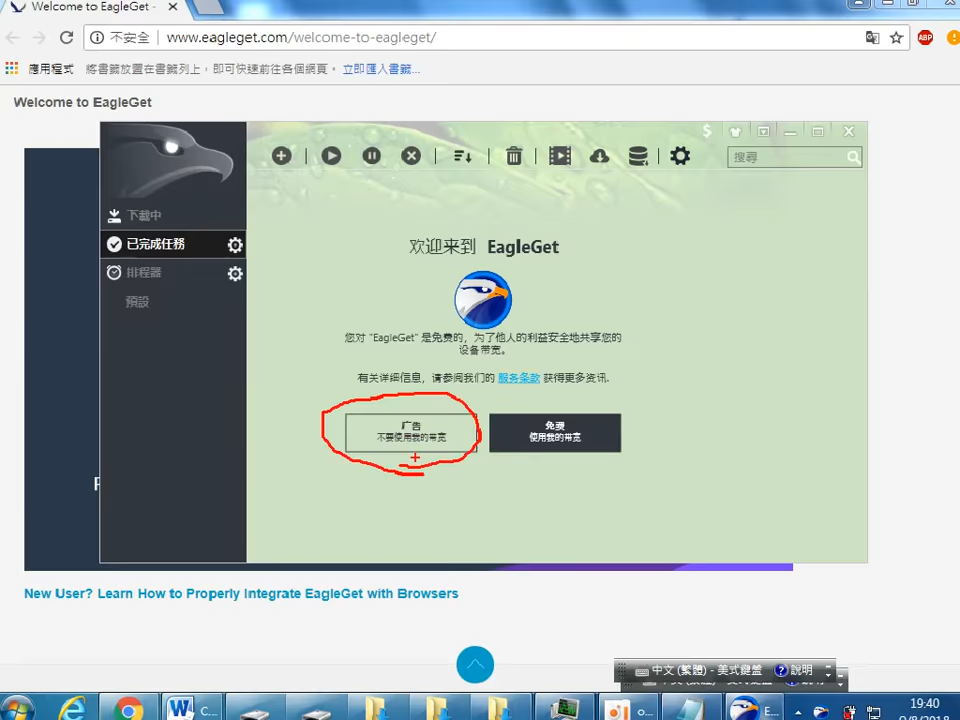 Welcome to EagleGet -
不安全 www.eagleget.com/welcome-to-eagleget/
ABP
應用程式 將書籤放置在書籤列上，即可快速前往各個網頁。 立即匯入書籤...
Welcome to EagleGet
搜尋
下載中
已完成任務
排程器
預設
欢迎来到 EagleGet
您对 "EagleGet" 是免费的，为了他人的利益安全地共享您的
设备带宽。
有关详细信息，请参阅我们的 服务条款 获得更多资讯.
广告
不要使用我的带宽
免费
使用我的带宽
New User? Learn How to Properly Integrate EagleGet with Browsers
中文 (繁體) - 美式鍵盤 說明
C...
o...
E...
19:40
9/8/2018